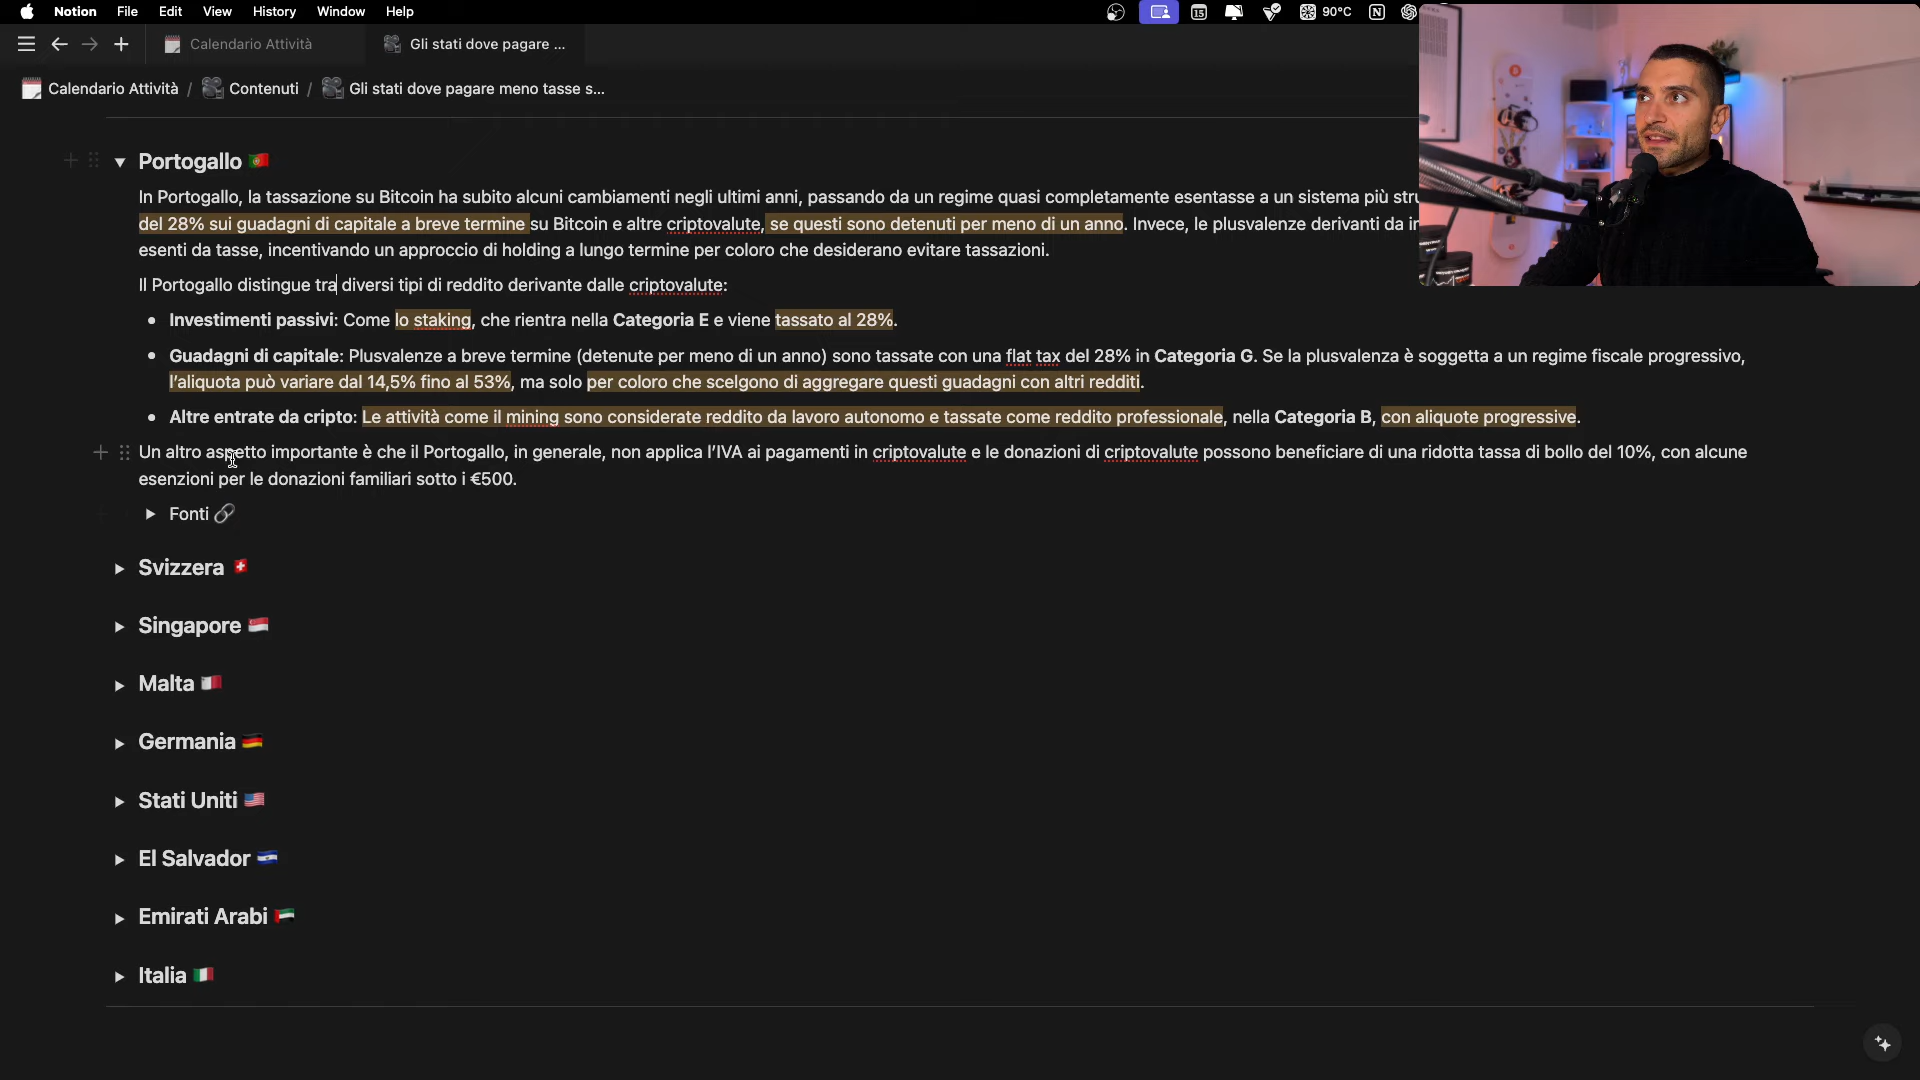 Notion File Edit View History Window Help 15 90°C
Calendario Attività Gli stati dove pagare ...
Calendario Attività / Contenuti / Gli stati dove pagare meno tasse s...
Portogallo
In Portogallo, la tassazione su Bitcoin ha subito alcuni cambiamenti negli ultimi anni, passando da un regime quasi completamente esentasse a un sistema più stru
del 28% sui guadagni di capitale a breve termine su Bitcoin e altre criptovalute, se questi sono detenuti per meno di un anno. Invece, le plusvalenze derivanti da in
esenti da tasse, incentivando un approccio di holding a lungo termine per coloro che desiderano evitare tassazioni.
Il Portogallo distingue tra diversi tipi di reddito derivante dalle criptovalute:
• Investimenti passivi: Come lo staking, che rientra nella Categoria E e viene tassato al 28%.
• Guadagni di capitale: Plusvalenze a breve termine (detenute per meno di un anno) sono tassate con una flat tax del 28% in Categoria G. Se la plusvalenza è soggetta a un regime fiscale progressivo,
l’aliquota può variare dal 14,5% fino al 53%, ma solo per coloro che scelgono di aggregare questi guadagni con altri redditi.
• Altre entrate da cripto: Le attività come il mining sono considerate reddito da lavoro autonomo e tassate come reddito professionale, nella Categoria B, con aliquote progressive.
Un altro aspetto importante è che il Portogallo, in generale, non applica l’IVA ai pagamenti in criptovalute e le donazioni di criptovalute possono beneficiare di una ridotta tassa di bollo del 10%, con alcune
esenzioni per le donazioni familiari sotto i €500.
Fonti
Svizzera
Singapore
Malta
Germania
Stati Uniti
El Salvador
Emirati Arabi
Italia